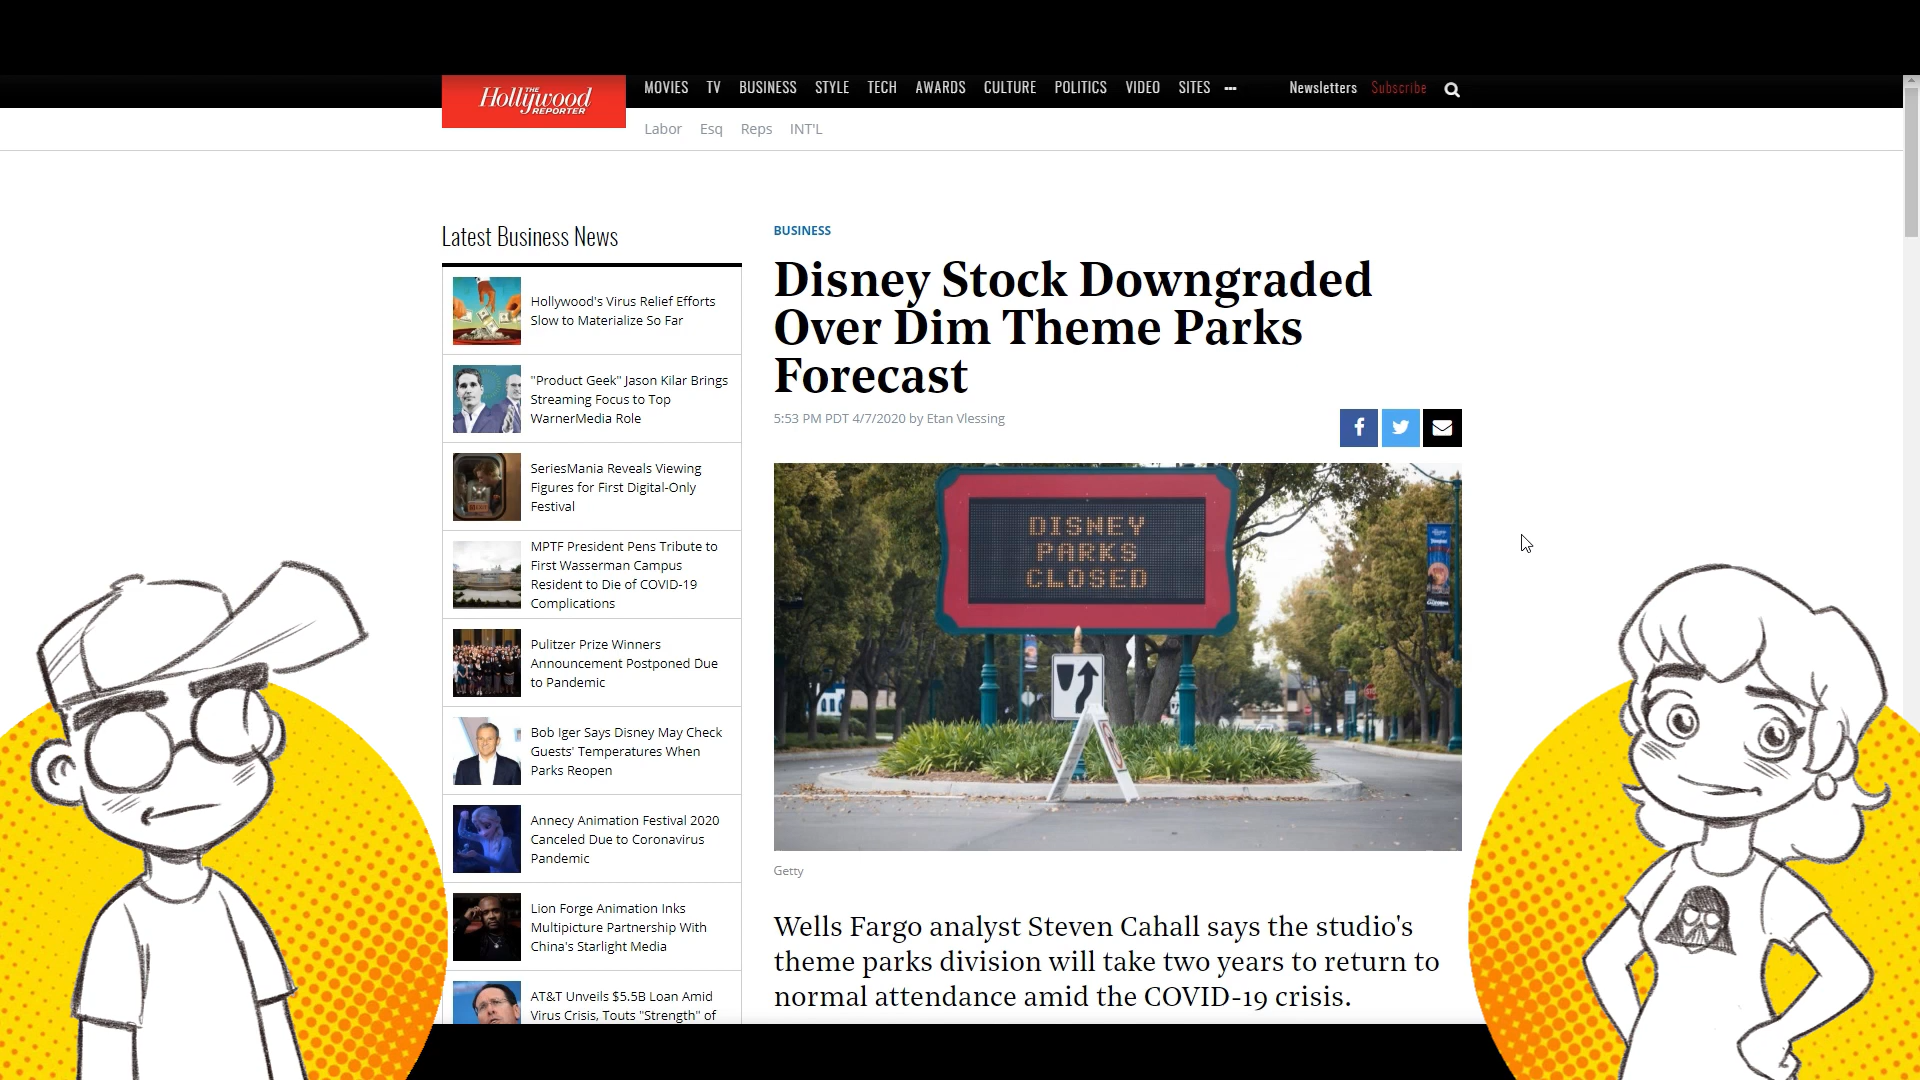 THE
Hollywood
REPORTER
MOVIES TV BUSINESS STYLE TECH AWARDS CULTURE POLITICS VIDEO SITES ••• Newsletters Subscribe
Labor Esq Reps INT'L
Latest Business News
Hollywood's Virus Relief Efforts
Slow to Materialize So Far
"Product Geek" Jason Kilar Brings
Streaming Focus to Top
WarnerMedia Role
SeriesMania Reveals Viewing
Figures for First Digital-Only
Festival
MPTF President Pens Tribute to
First Wasserman Campus
Resident to Die of COVID-19
Complications
Pulitzer Prize Winners
Announcement Postponed Due
to Pandemic
Bob Iger Says Disney May Check
Guests' Temperatures When
Parks Reopen
Annecy Animation Festival 2020
Canceled Due to Coronavirus
Pandemic
Lion Forge Animation Inks
Multipicture Partnership With
China's Starlight Media
AT&T Unveils $5.5B Loan Amid
Virus Crisis, Touts "Strength" of
BUSINESS
Disney Stock Downgraded
Over Dim Theme Parks
Forecast
5:53 PM PDT 4/7/2020 by Etan Vlessing
DISNEY
PARKS
CLOSED
Getty
Wells Fargo analyst Steven Cahall says the studio's
theme parks division will take two years to return to
normal attendance amid the COVID-19 crisis.